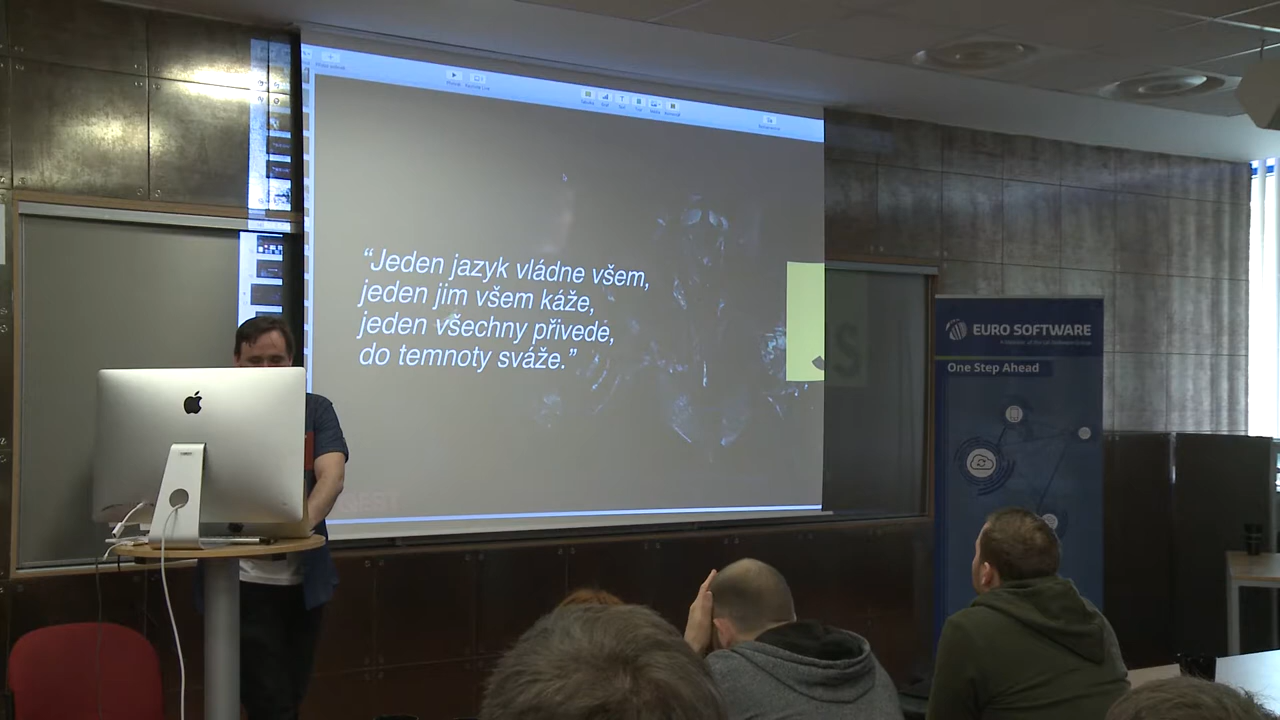 “Jeden jazyk vládne všem,
jeden jim všem káže,
jeden všechny přivede,
do temnoty sváže.”
JS
EURO SOFTWARE
One Step Ahead